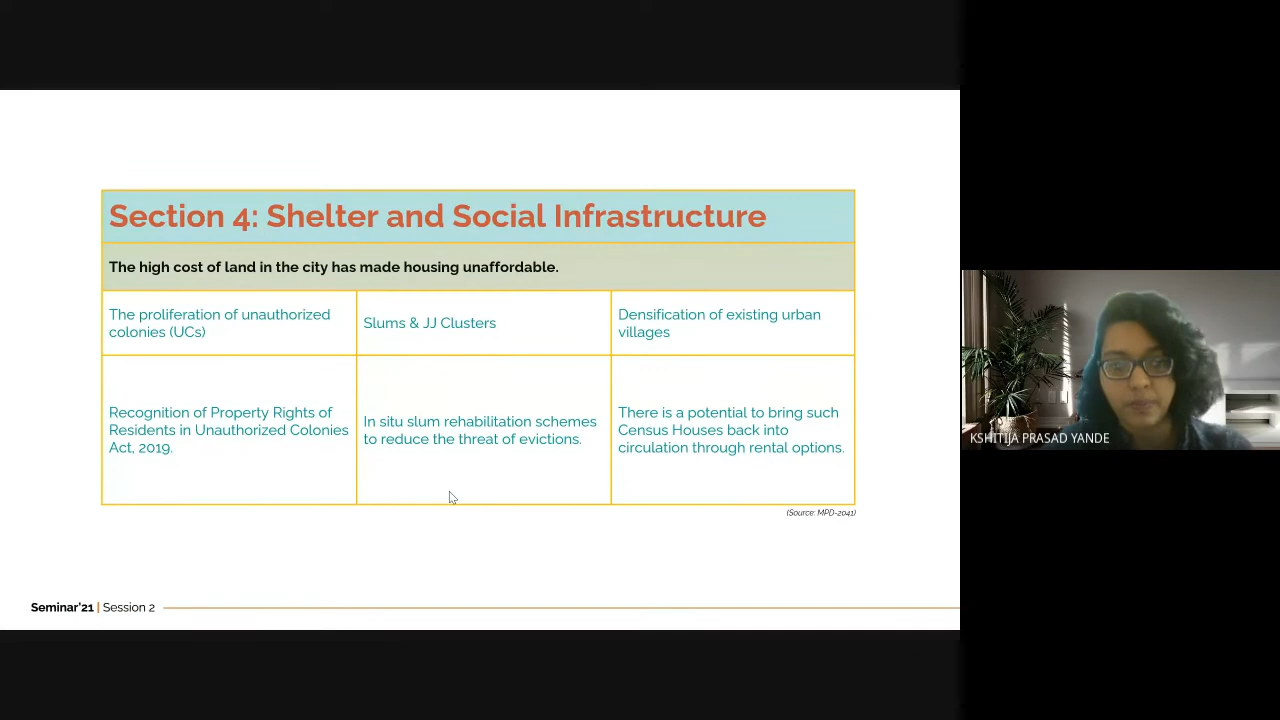 Section 4: Shelter and Social Infrastructure
The high cost of land in the city has made housing unaffordable.
The proliferation of unauthorized
colonies (UCs)
Slums & JJ Clusters
Densification of existing urban
villages
Recognition of Property Rights of
Residents in Unauthorized Colonies
Act, 2019.
In situ slum rehabilitation schemes
to reduce the threat of evictions.
There is a potential to bring such
Census Houses back into
circulation through rental options.
(Source: MPD-2041)
Seminar'21 | Session 2
KSHITIJA PRASAD YANDE